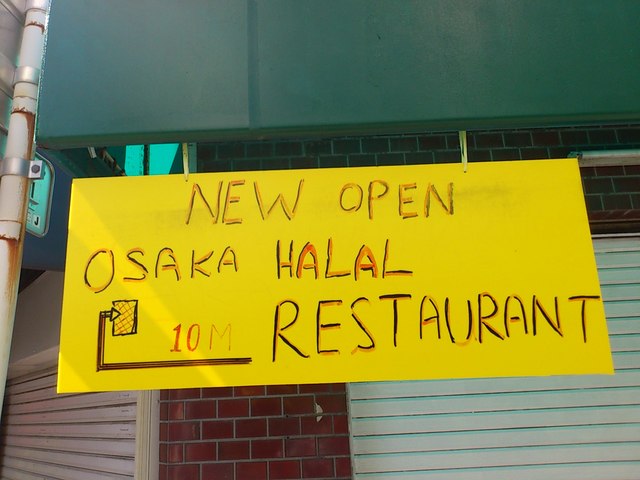 NEW OPEN
OSAKA HALAL
10M RESTAURANT